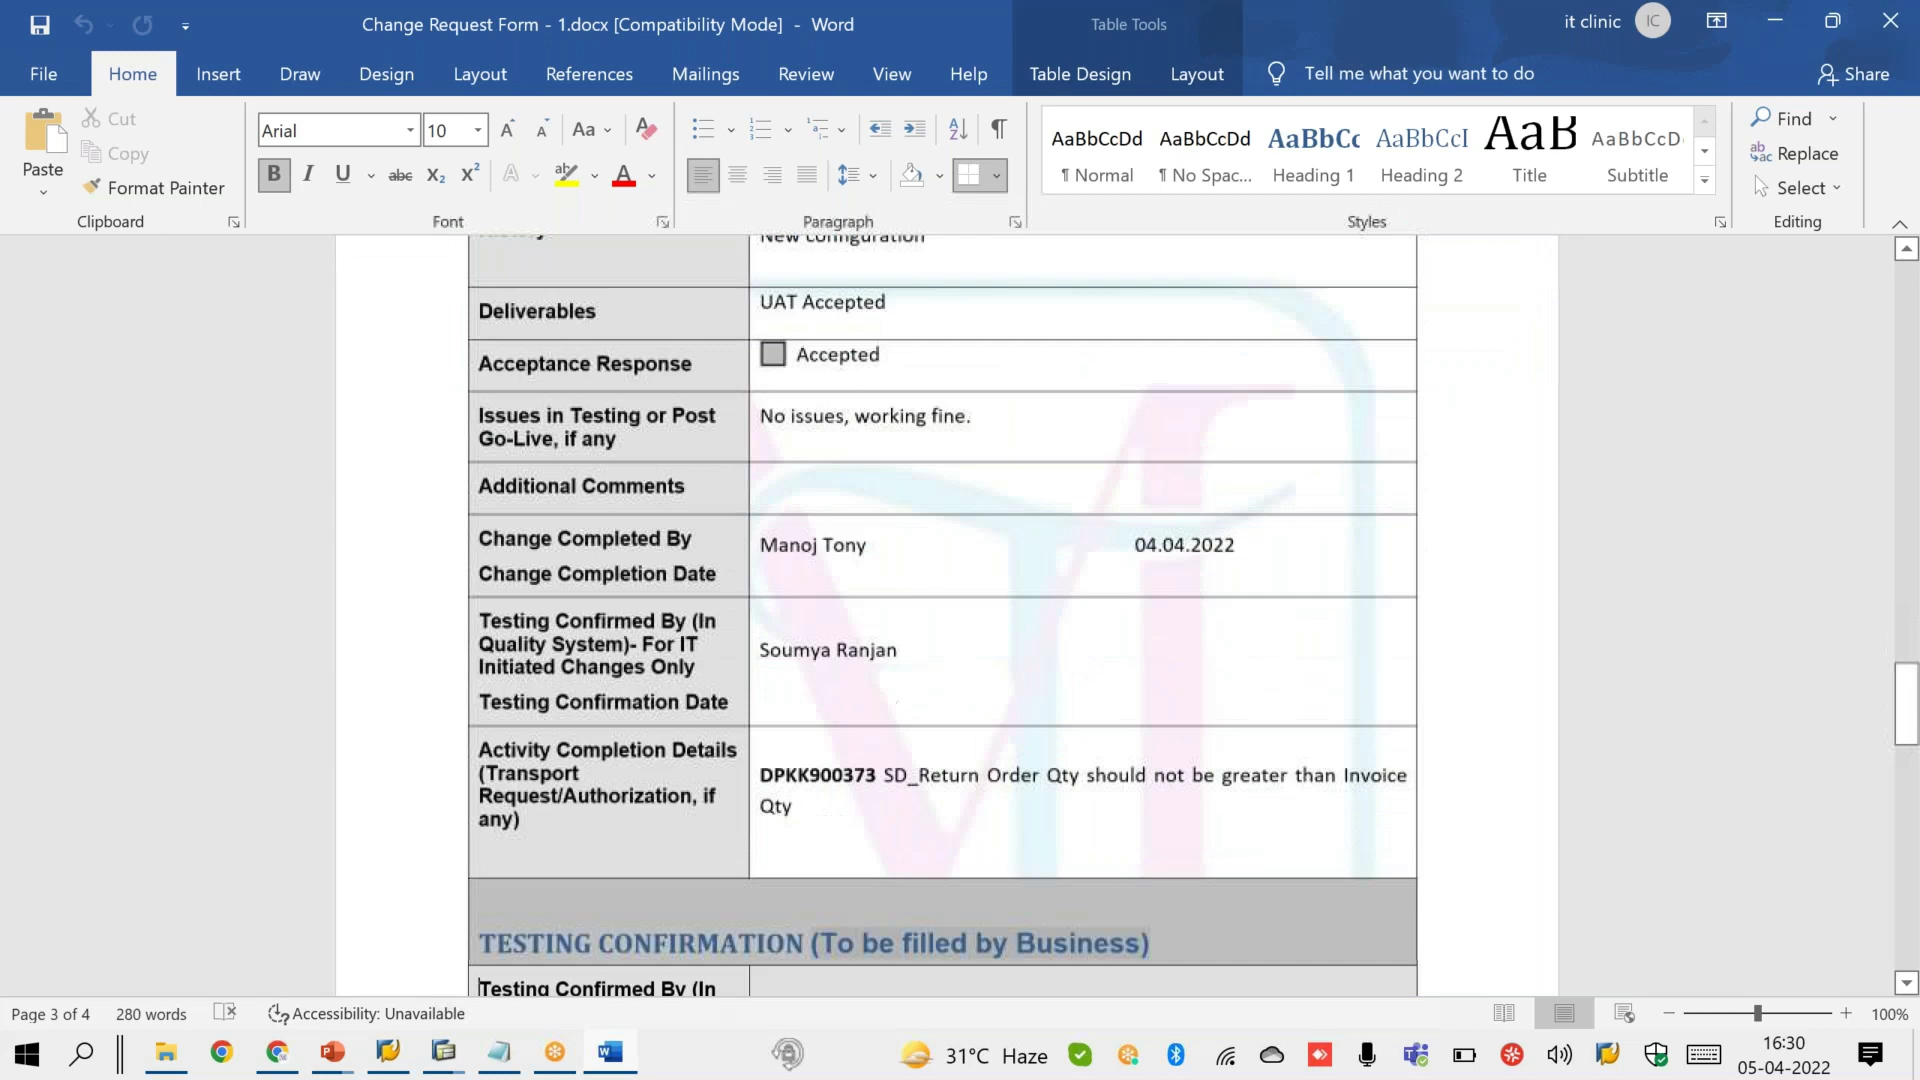 Change Request Form - 1.docx [Compatibility Mode] - Word
Table Tools
it clinic
IC
File Home Insert Draw Design Layout References Mailings Review View Help Table Design Layout Tell me what you want to do Share
Paste
Cut
Copy
Format Painter
Clipboard
Arial 10
Font
Paragraph
AaBbCcDd AaBbCcDd AaBbCc AaBbCcI AaB AaBbCcD
¶ Normal ¶ No Spac... Heading 1 Heading 2 Title Subtitle
Styles
Find
Replace
Select
Editing
New configuration
Deliverables
UAT Accepted
Acceptance Response
Accepted
Issues in Testing or Post
Go-Live, if any
No issues, working fine.
Additional Comments
Change Completed By
Change Completion Date
Manoj Tony 04.04.2022
Testing Confirmed By (In
Quality System)- For IT
Initiated Changes Only
Testing Confirmation Date
Soumya Ranjan
Activity Completion Details
(Transport
Request/Authorization, if
any)
DPKK900373 SD_Return Order Qty should not be greater than Invoice
Qty
TESTING CONFIRMATION (To be filled by Business)
Testing Confirmed By (In
Page 3 of 4 280 words Accessibility: Unavailable 100%
31°C Haze
16:30
05-04-2022